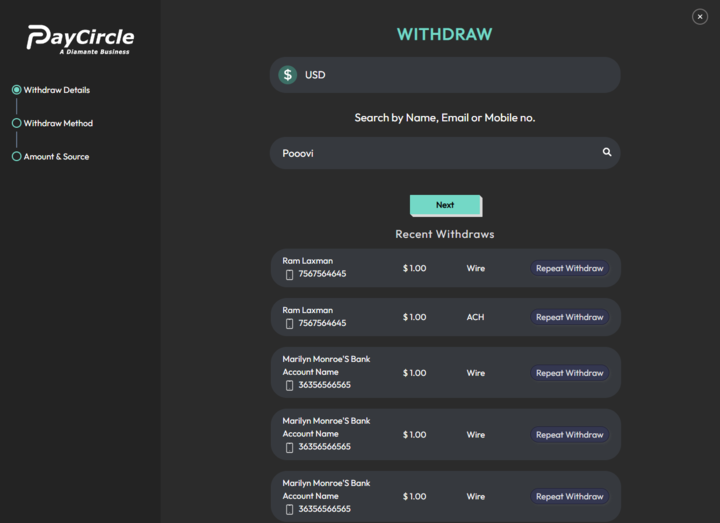 PayCircle
A Diamante Business
Withdraw Details
Withdraw Method
Amount & Source
WITHDRAW
$ USD
Search by Name, Email or Mobile no.
Pooovi
Next
Recent Withdraws
Ram Laxman
7567564645
$ 1.00
Wire
Repeat Withdraw
Ram Laxman
7567564645
$ 1.00
ACH
Repeat Withdraw
Marilyn Monroe'S Bank
Account Name
36356566565
$ 1.00
Wire
Repeat Withdraw
Marilyn Monroe'S Bank
Account Name
36356566565
$ 1.00
Wire
Repeat Withdraw
Marilyn Monroe'S Bank
Account Name
36356566565
$ 1.00
Wire
Repeat Withdraw